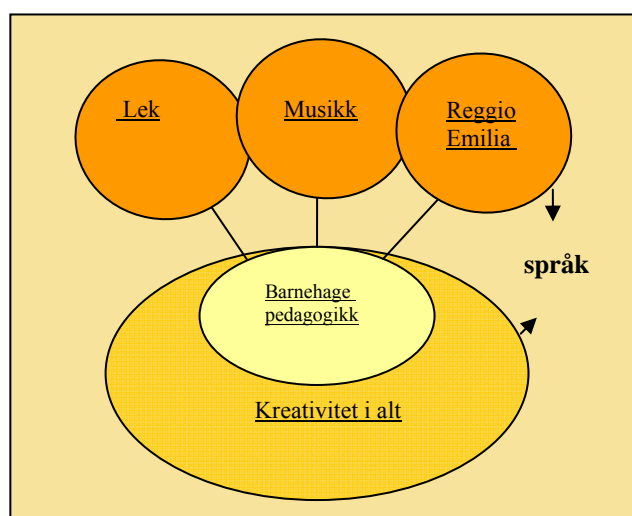 Lek
Musikk
Reggio
Emilia
språk
Barnehage
pedagogikk
Kreativitet i alt